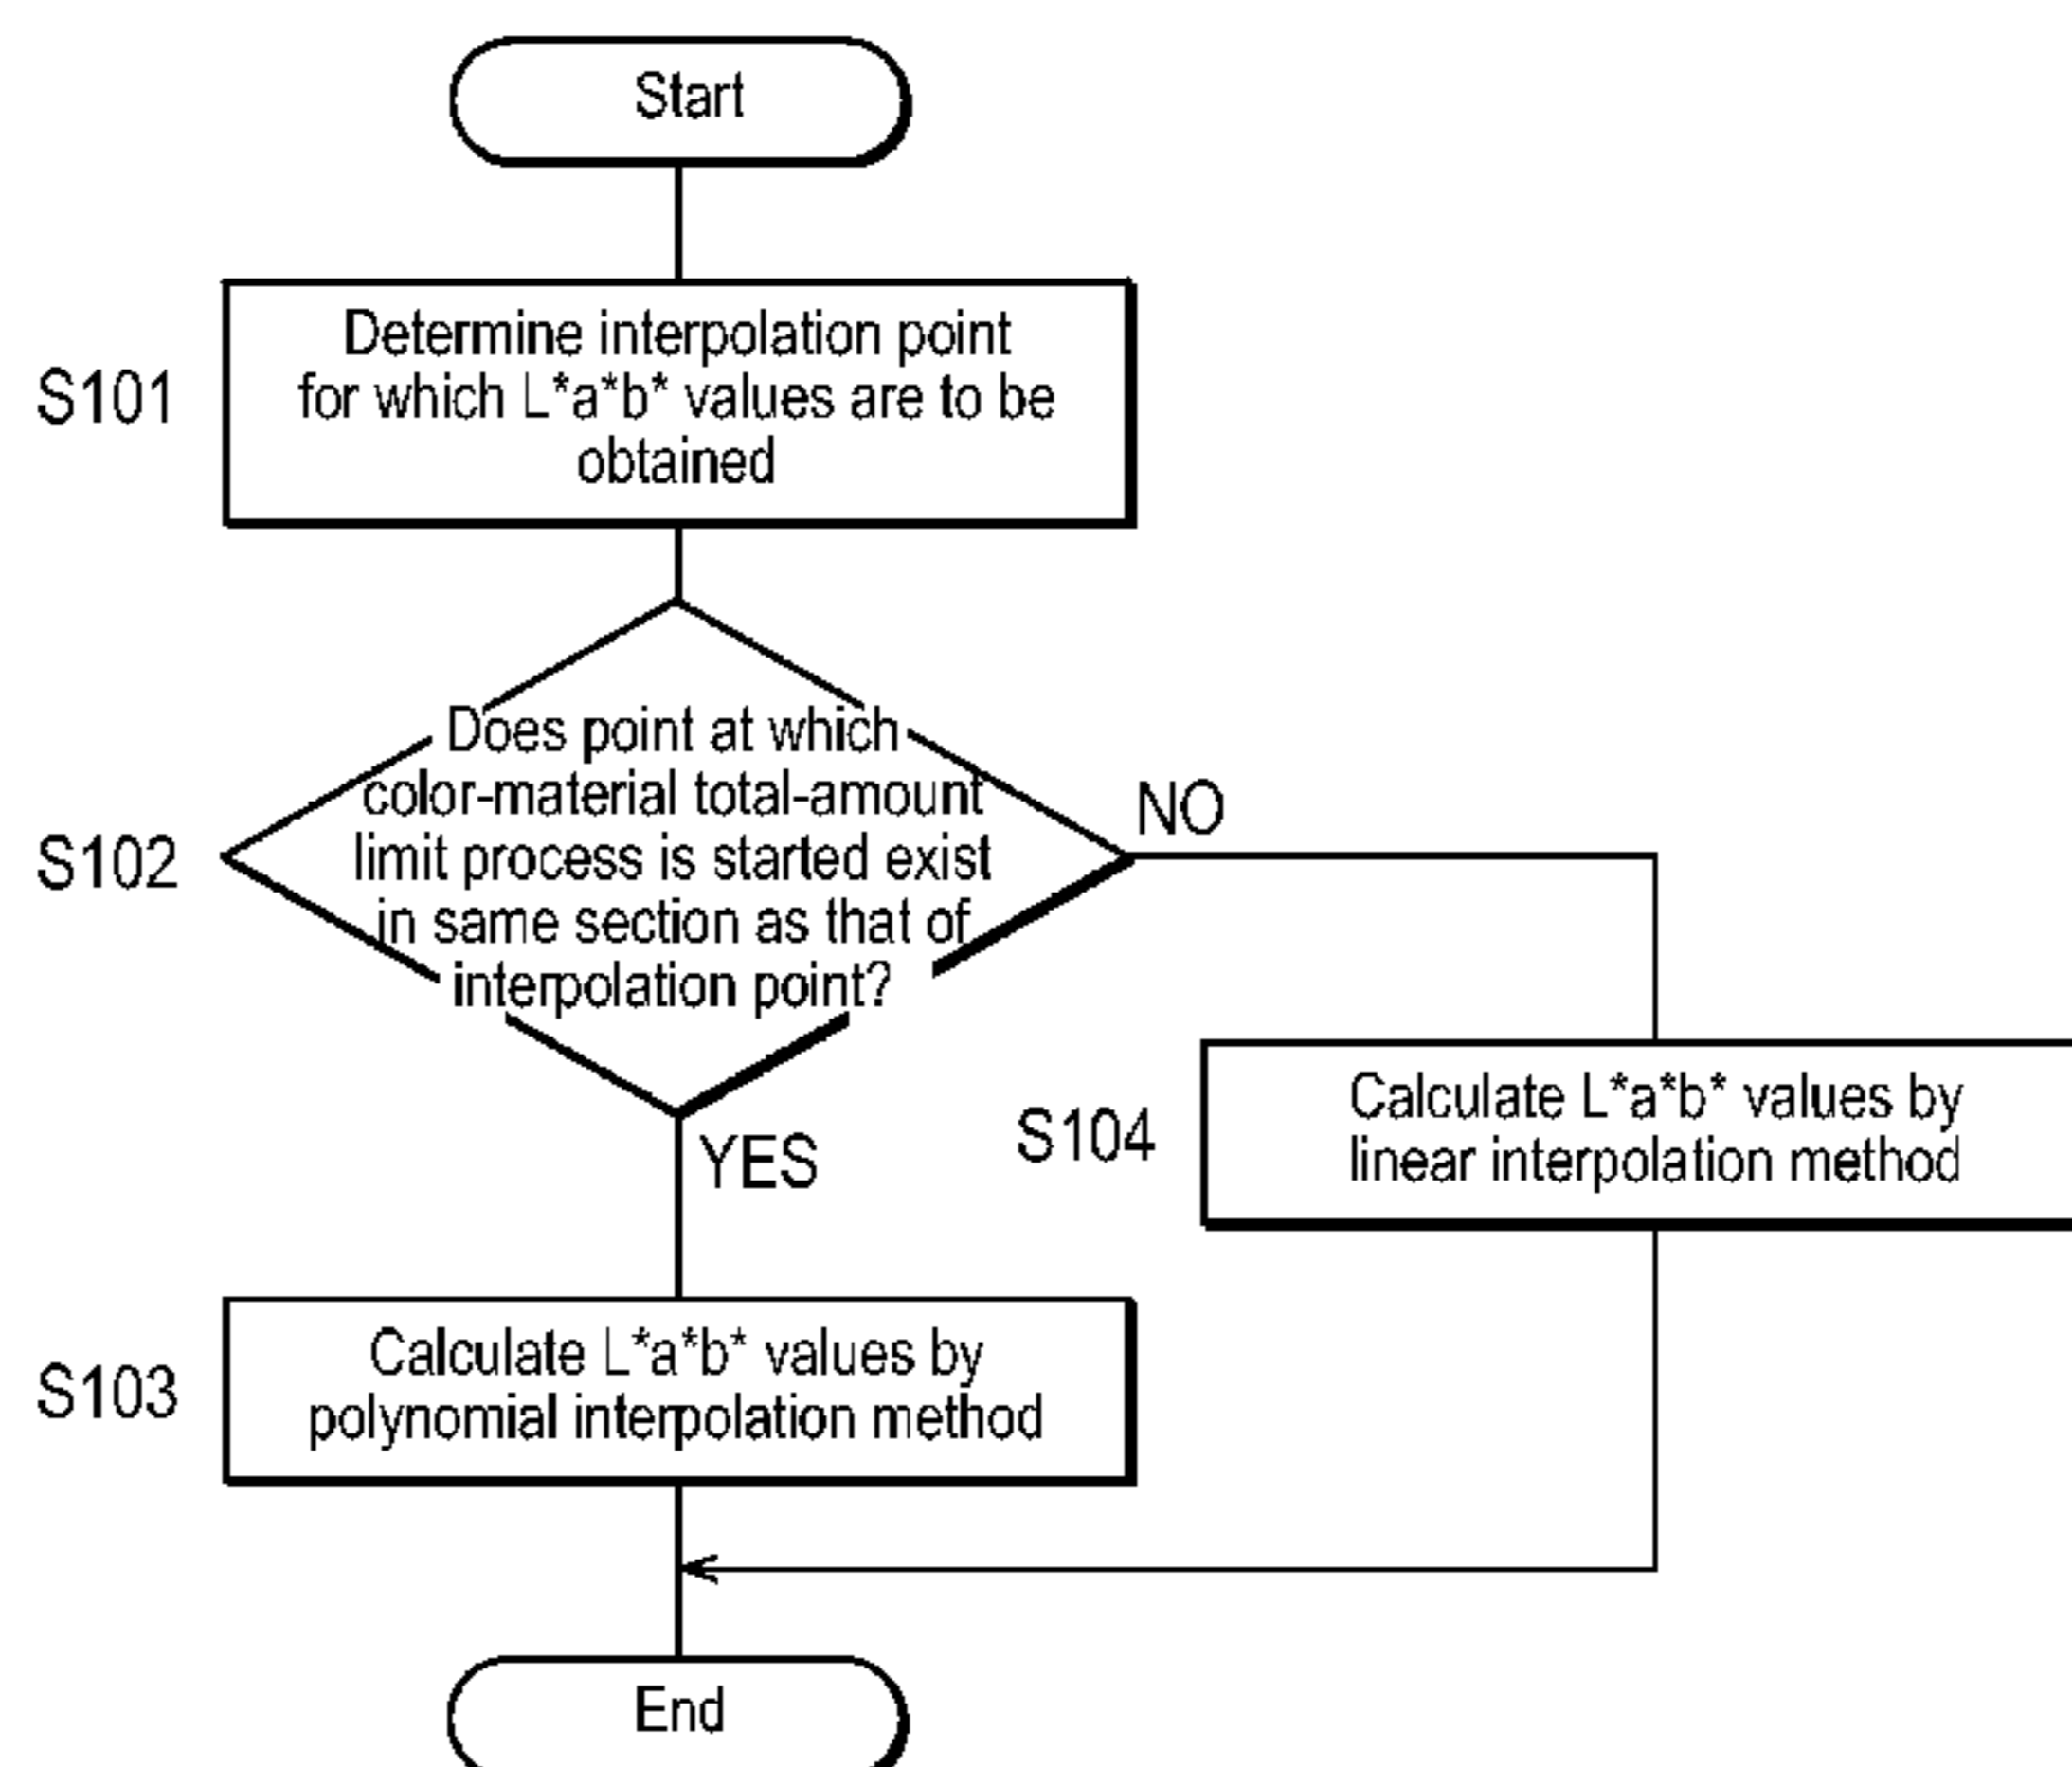 Start
S101
Determine interpolation point
for which L*a*b* values are to be
obtained
S102
Does point at which
color-material total-amount
limit process is started exist
in same section as that of
interpolation point?
NO
YES
S104
Calculate L*a*b* values by
linear interpolation method
S103
Calculate L*a*b* values by
polynomial interpolation method
End